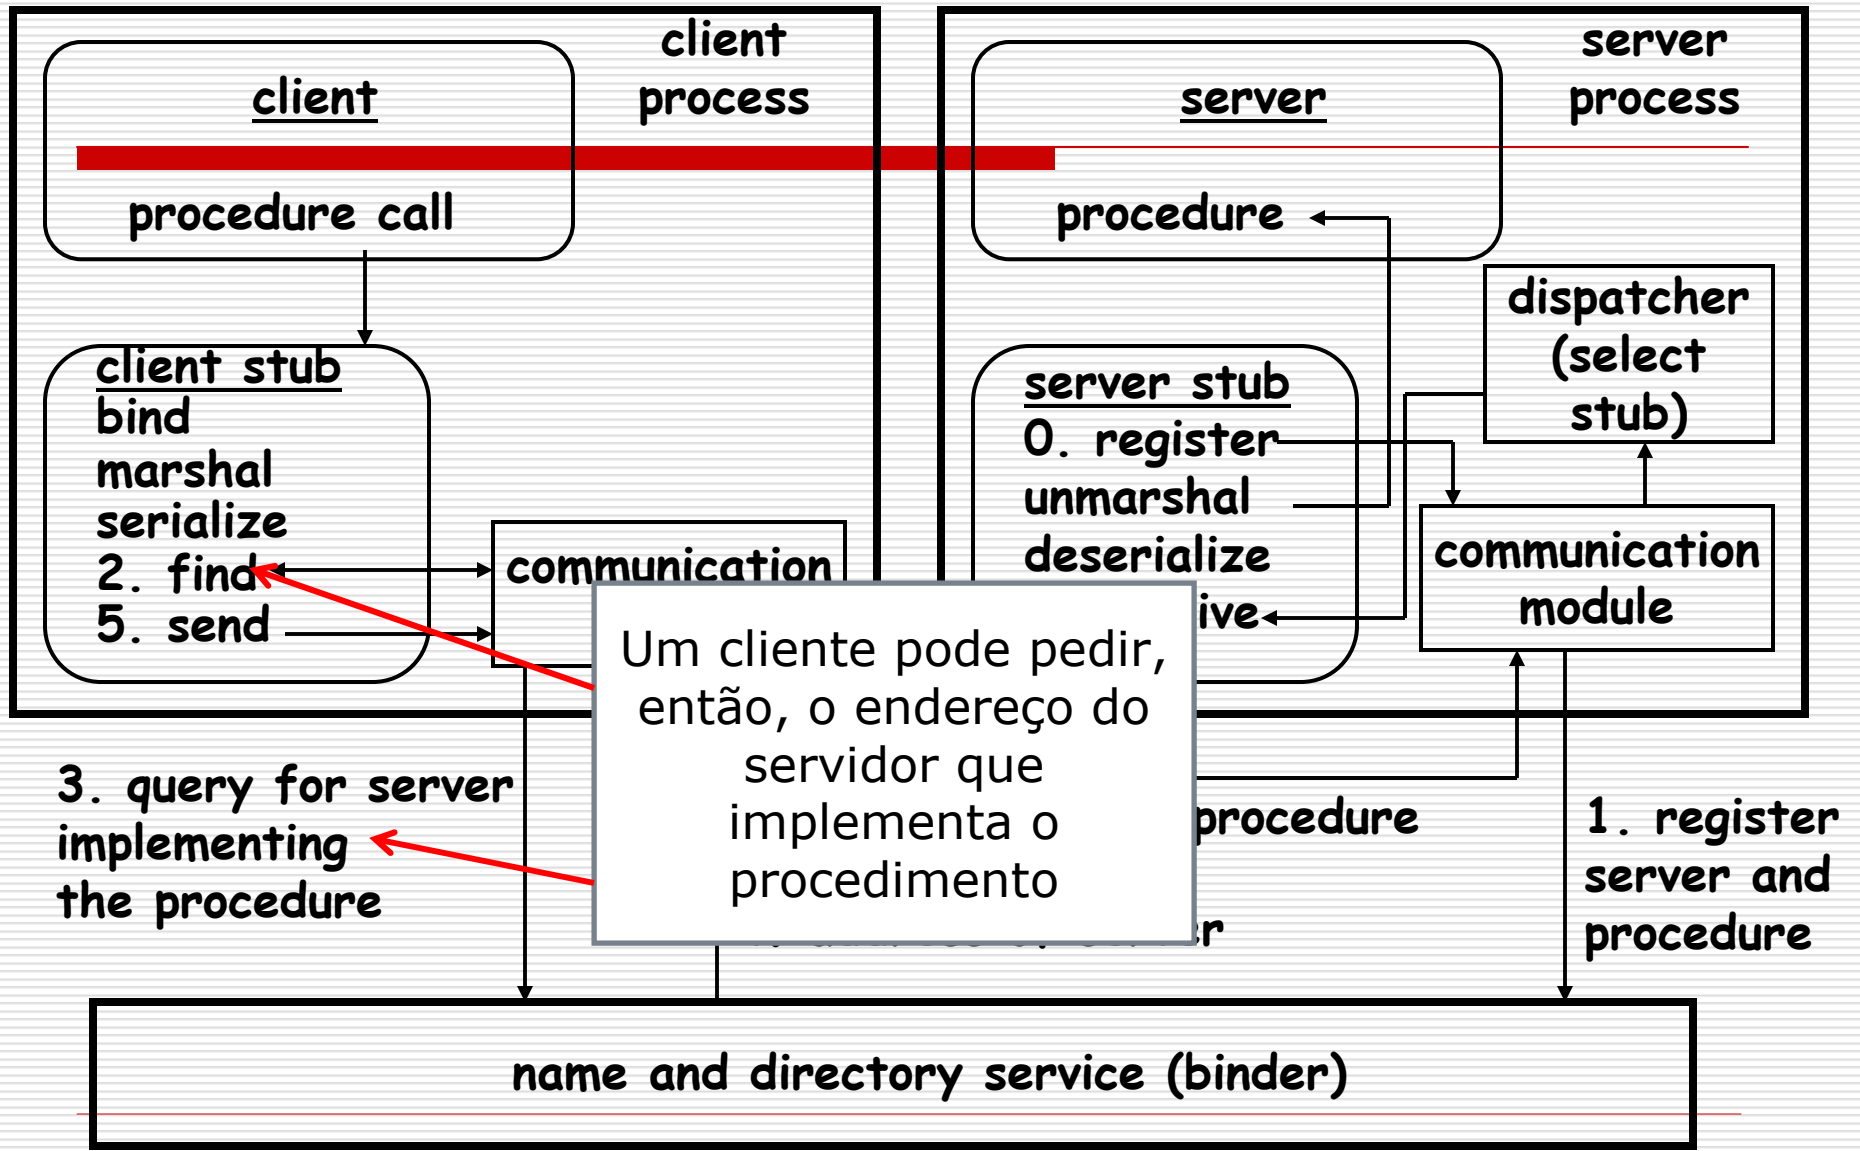 client
process
client
procedure call
client stub
bind
marshal
serialize
2. find
5. send
communication
server
process
server
procedure
dispatcher
(select
stub)
server stub
0. register
unmarshal
deserialize
ive
communication
module
Um cliente pode pedir,
então, o endereço do
servidor que
implementa o
procedimento
3. query for server
implementing
the procedure
procedure
1. register
server and
procedure
name and directory service (binder)